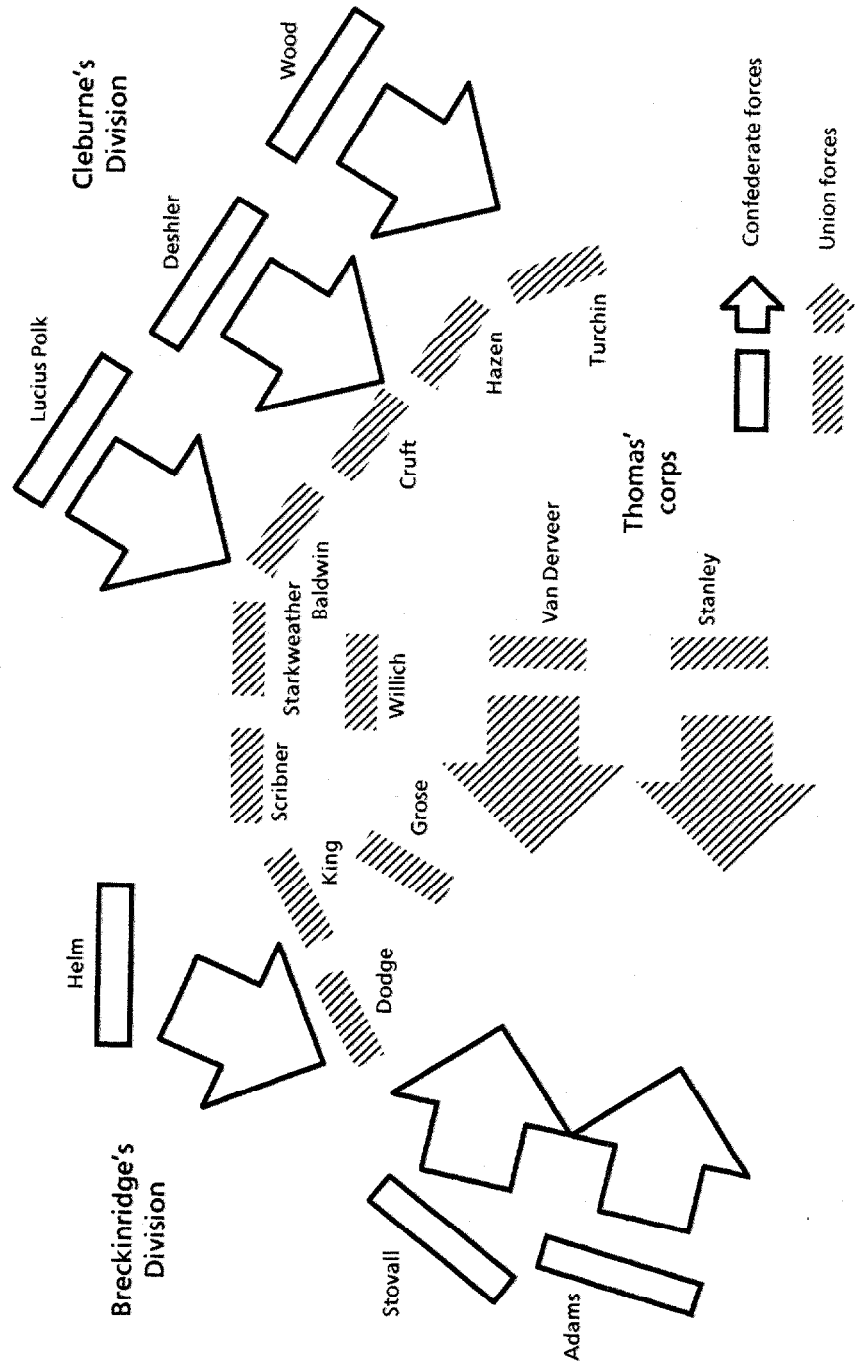 Cleburne's
Division
Wood
Deshler
Lucius Polk
Helm
Breckinridge's
Division
Stovall
Adams
Dodge
King
Grose
Scribner
Starkweather
Willich
Baldwin
Cruft
Hazen
Turchin
Van Derveer
Stanley
Thomas'
corps
Confederate forces
Union forces